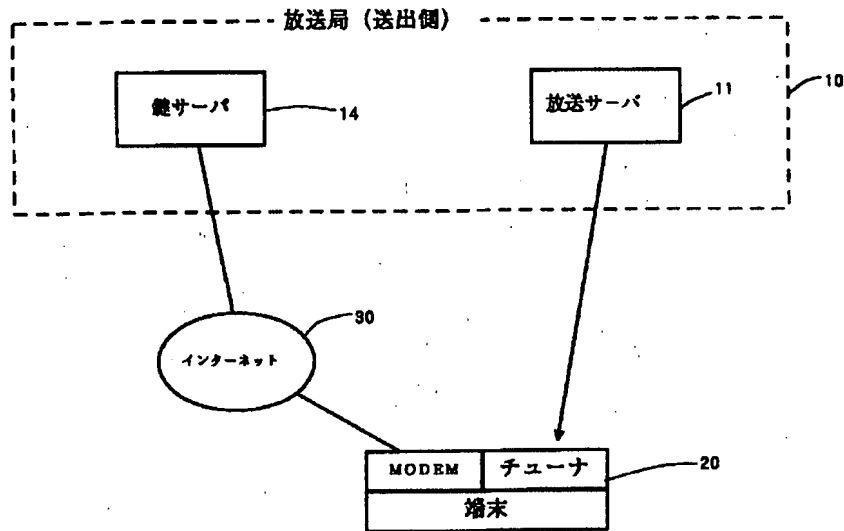 放送局 (送出側)
10
鍵サーバ
14
放送サーバ
11
インターネット
30
MODEM
チューナ
20
端末